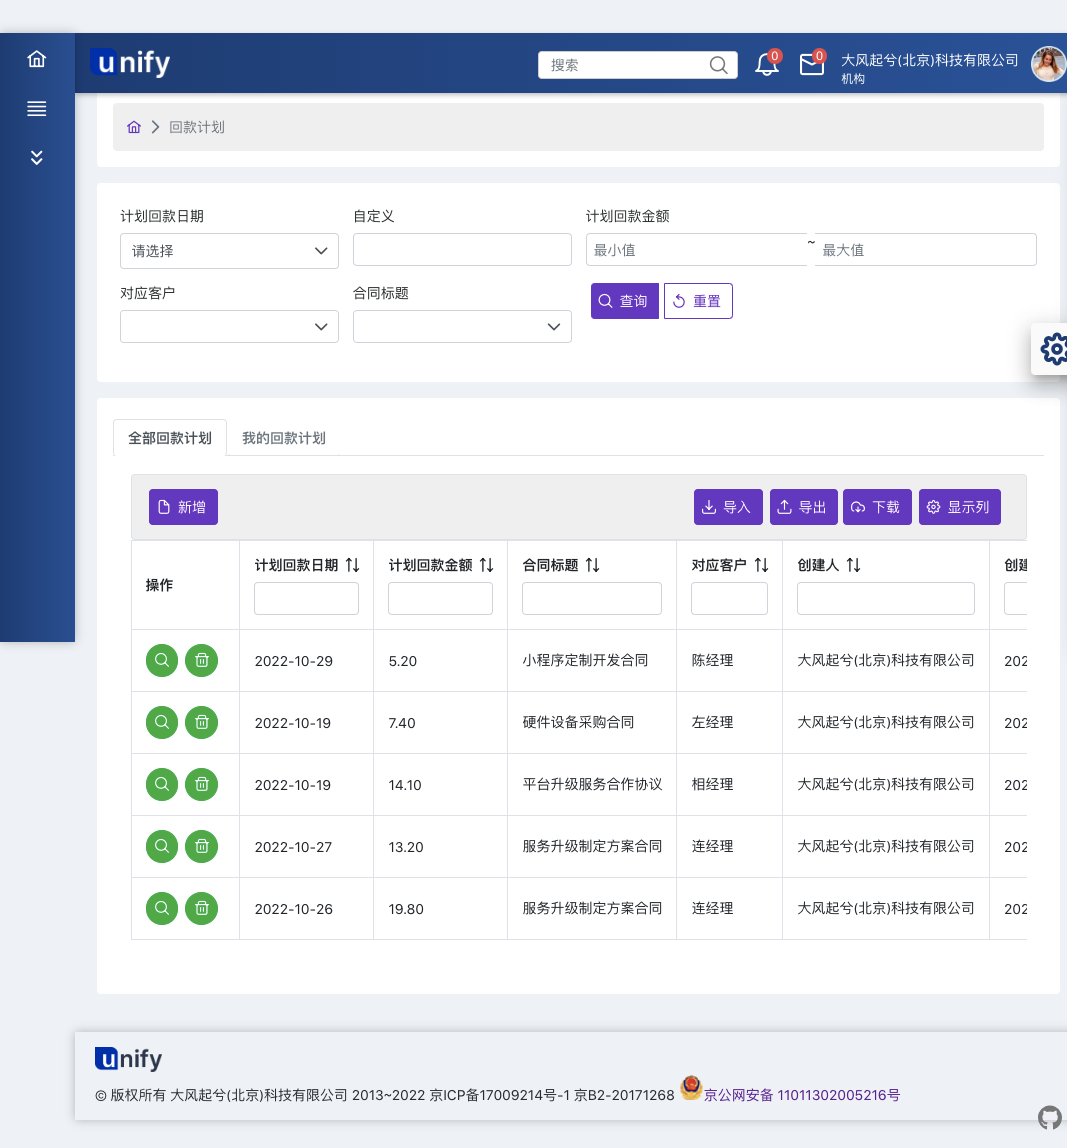 unify
搜索
0
0
大风起兮(北京)科技有限公司
机构
回款计划
计划回款日期 自定义 计划回款金额
请选择 最小值 ~ 最大值
对应客户 合同标题
查询 重置
全部回款计划 我的回款计划
新增 导入 导出 下载 显示列
操作 计划回款日期 计划回款金额 合同标题 对应客户 创建人 创建
2022-10-29 5.20 小程序定制开发合同 陈经理 大风起兮(北京)科技有限公司 202
2022-10-19 7.40 硬件设备采购合同 左经理 大风起兮(北京)科技有限公司 202
2022-10-19 14.10 平台升级服务合作协议 相经理 大风起兮(北京)科技有限公司 202
2022-10-27 13.20 服务升级制定方案合同 连经理 大风起兮(北京)科技有限公司 202
2022-10-26 19.80 服务升级制定方案合同 连经理 大风起兮(北京)科技有限公司 202
unify
© 版权所有 大风起兮(北京)科技有限公司 2013~2022 京ICP备17009214号-1 京B2-20171268 京公网安备 11011302005216号